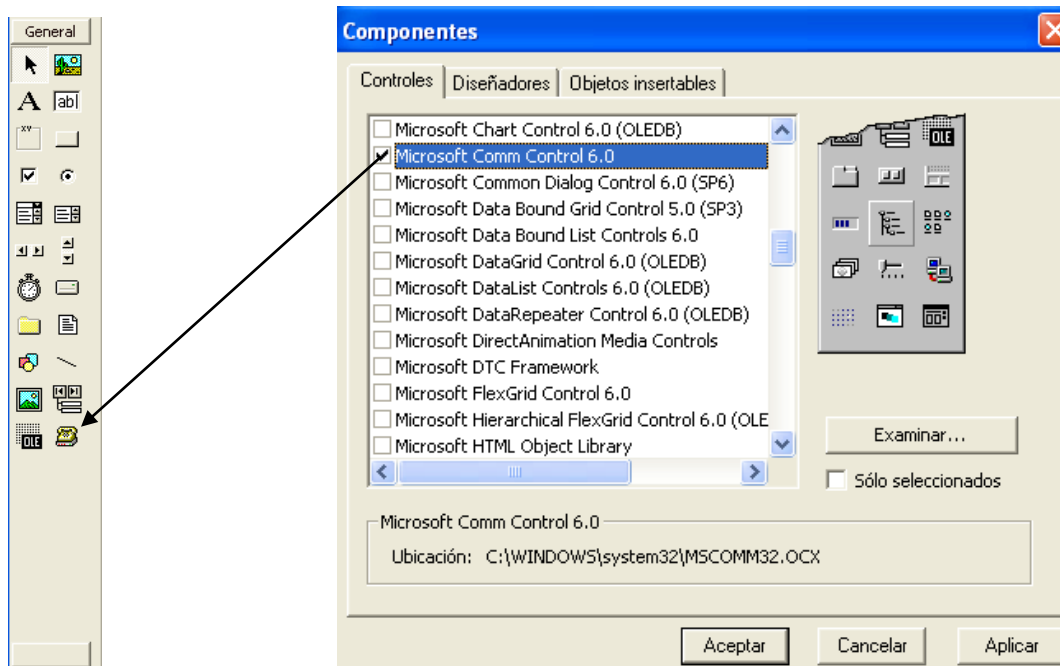 General
A
ab|
XY
OLE
Componentes
Controles
Diseñadores
Objetos insertables
Microsoft Chart Control 6.0 (OLEDB)
Microsoft Comm Control 6.0
Microsoft Common Dialog Control 6.0 (SP6)
Microsoft Data Bound Grid Control 5.0 (SP3)
Microsoft Data Bound List Controls 6.0
Microsoft DataGrid Control 6.0 (OLEDB)
Microsoft DataList Controls 6.0 (OLEDB)
Microsoft DataRepeater Control 6.0 (OLEDB)
Microsoft DirectAnimation Media Controls
Microsoft DTC Framework
Microsoft FlexGrid Control 6.0
Microsoft Hierarchical FlexGrid Control 6.0 (OLE
Microsoft HTML Object Library
OLE
Examinar...
Sólo seleccionados
Microsoft Comm Control 6.0
Ubicación: C:\WINDOWS\system32\MSCOMM32.OCX
Aceptar
Cancelar
Aplicar